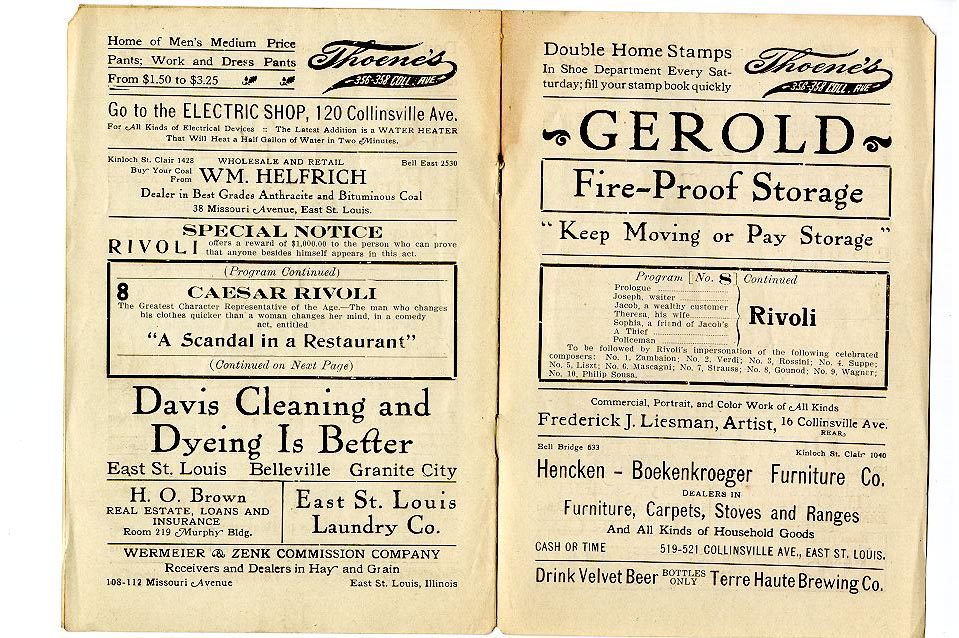 Home of Men's Medium Price
Pants; Work and Dress Pants
From $1.50 to $3.25
Thoene's
356-358 COLL. AVE.
Go to the ELECTRIC SHOP, 120 Collinsville Ave.
For All Kinds of Electrical Devices :: The Latest Addition is a WATER HEATER
That Will Heat a Half Gallon of Water in Two Minutes.
Kinloch St. Clair 1428 WHOLESALE AND RETAIL Bell East 2530
Buy Your Coal From WM. HELFRICH
Dealer in Best Grades Anthracite and Bituminous Coal
38 Missouri Avenue, East St. Louis.
SPECIAL NOTICE
RIVOLI offers a reward of $1,000.00 to the person who can prove
that anyone besides himself appears in this act.
(Program Continued)
8 CAESAR RIVOLI
The Greatest Character Representative of the Age.—The man who changes
his clothes quicker than a woman changes her mind, in a comedy
act, entitled
"A Scandal in a Restaurant"
(Continued on Next Page)
Davis Cleaning and
Dyeing Is Better
East St. Louis Belleville Granite City
H. O. Brown
REAL ESTATE, LOANS AND
INSURANCE
Room 219 Murphy Bldg.
East St. Louis
Laundry Co.
WERMEIER & ZENK COMMISSION COMPANY
Receivers and Dealers in Hay and Grain
108-112 Missouri Avenue East St. Louis, Illinois
Double Home Stamps
In Shoe Department Every Sat-
turday; fill your stamp book quickly
Thoene's
356-358 COLL. AVE.
GEROLD
Fire-Proof Storage
"Keep Moving or Pay Storage"
Program [No. 8] Continued
Prologue
Joseph, waiter
Jacob, a wealthy customer
Theresa, his wife
Sophia, a friend of Jacob's
A Thief
Policeman
Rivoli
To be followed by Rivoli's impersonation of the following celebrated
composers: No. 1, Zambaion; No. 2, Verdi; No. 3, Rossini; No. 4, Suppe;
No. 5, Liszt; No. 6, Mascagni; No. 7, Strauss; No. 8, Gounod; No. 9, Wagner;
No. 10, Philip Sousa.
Commercial, Portrait, and Color Work of All Kinds
Frederick J. Liesman, Artist, 16 Collinsville Ave.
REAR
Bell Bridge 633 Kinloch St. Clair 1040
Hencken - Boekenkroeger Furniture Co.
DEALERS IN
Furniture, Carpets, Stoves and Ranges
And All Kinds of Household Goods
CASH OR TIME 519-521 COLLINSVILLE AVE., EAST ST. LOUIS.
Drink Velvet Beer BOTTLES ONLY Terre Haute Brewing Co.